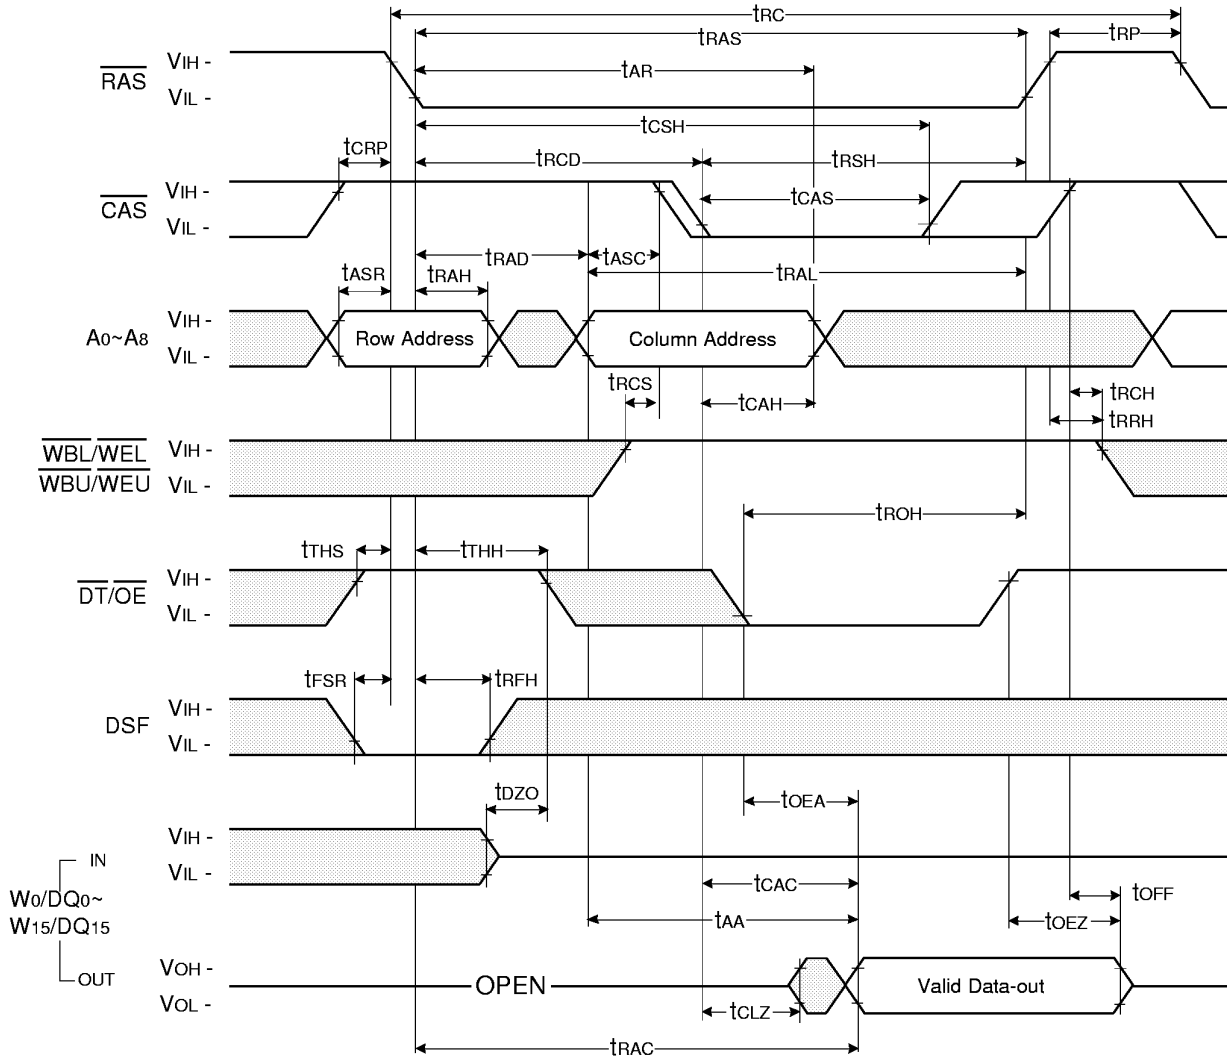 tRC
tRAS
tRP
RAS
VIH -
VIL -
tAR
tCSH
tCRP
tRCD
tRSH
CAS
VIH -
VIL -
tCAS
tRAD
tASC
tRAL
tASR
tRAH
A0~A8
VIH -
VIL -
Row Address
Column Address
tRCS
tCAH
tRCH
tRRH
WBL/WEL
WBU/WEU
VIH -
VIL -
tROH
tTHS
tTHH
DT/OE
VIH -
VIL -
tFSR
tRFH
DSF
VIH -
VIL -
tDZO
tOEA
VIH -
VIL -
IN
W0/DQ0~
W15/DQ15
OUT
tCAC
tOFF
tAA
tOEZ
VOH -
VOL -
OPEN
Valid Data-out
tCLZ
tRAC